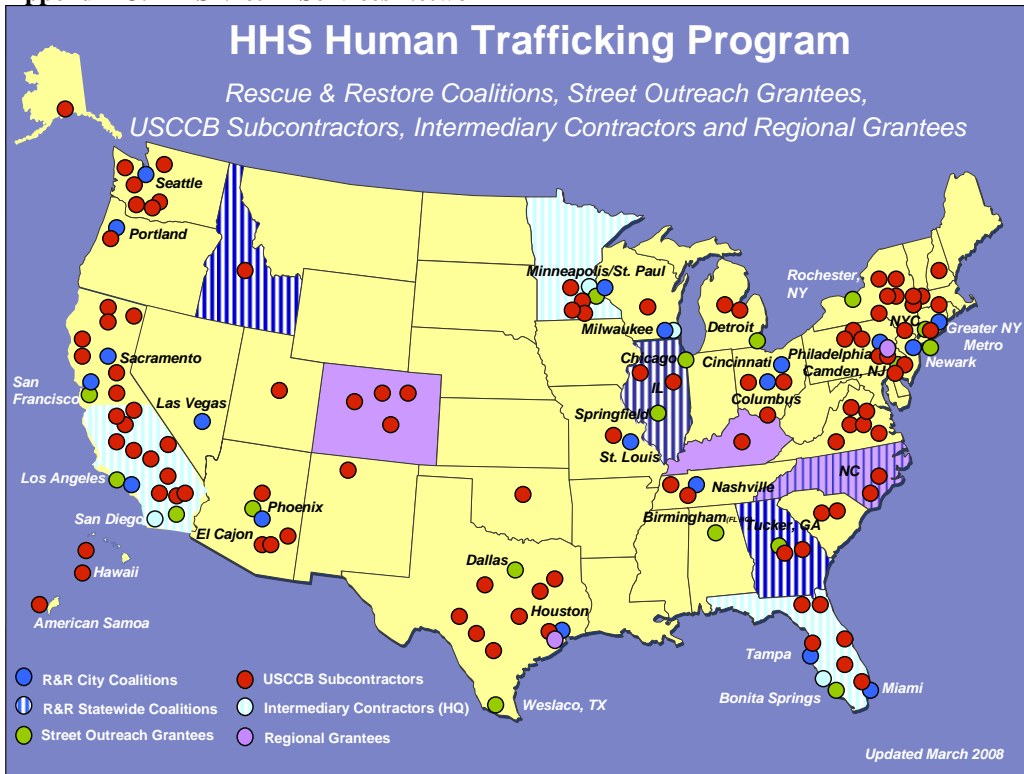 HHS Human Trafficking Program
Rescue & Restore Coalitions, Street Outreach Grantees,
USCCB Subcontractors, Intermediary Contractors and Regional Grantees
Seattle
Portland
Minneapolis/St. Paul
Rochester,
NY
Milwaukee
Detroit
NYC
Greater NY
Metro
Sacramento
Chicago
Cincinnati
Philadelphia
Camden, NJ
Newark
San
Francisco
Las Vegas
IL
Columbus
Springfield
St. Louis
Los Angeles
Phoenix
Nashville
NC
San Diego
El Cajon
Birmingham
Tucker, GA
Dallas
Hawaii
Houston
American Samoa
Tampa
Miami
Bonita Springs
Weslaco, TX
R&R City Coalitions
USCCB Subcontractors
R&R Statewide Coalitions
Intermediary Contractors (HQ)
Street Outreach Grantees
Regional Grantees
Updated March 2008